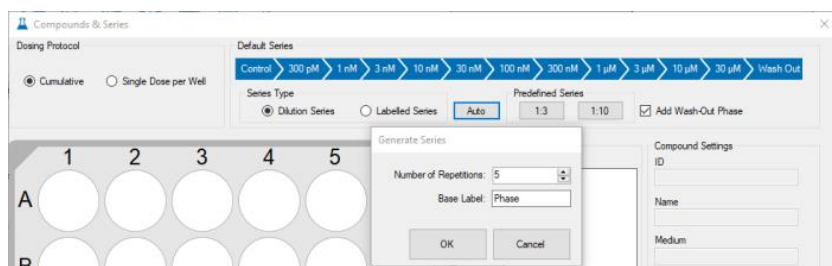 Compounds & Series
Dosing Protocol
Cumulative
Single Dose per Well
Default Series
Control 300 pM 1 nM 3 nM 10 nM 30 nM 100 nM 300 nM 1 µM 3 µM 10 µM 30 µM Wash Out
Series Type
Dilution Series
Labelled Series
Auto
Predefined Series
1:3
1:10
Add Wash-Out Phase
Generate Series
Number of Repetitions: 5
Base Label: Phase
OK
Cancel
Compound Settings
ID
Name
Medium
1 2 3 4 5
A
B